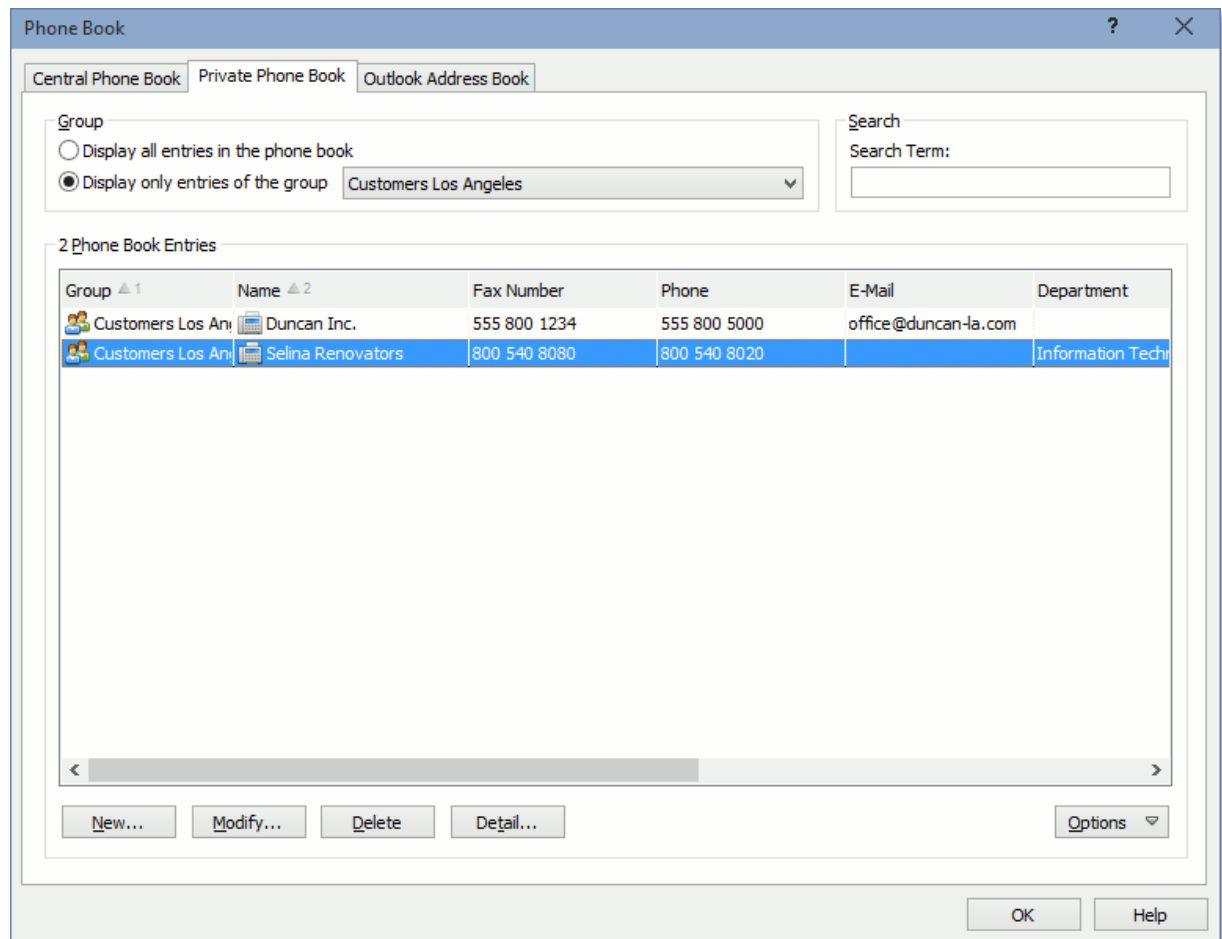 Phone Book ?
Central Phone Book Private Phone Book Outlook Address Book
Group
Display all entries in the phone book
Display only entries of the group Customers Los Angeles
Search
Search Term:
2 Phone Book Entries
Group 1 Name 2 Fax Number Phone E-Mail Department
Customers Los An Duncan Inc. 555 800 1234 555 800 5000 office@duncan-la.com
Customers Los An Selina Renovators 800 540 8080 800 540 8020 Information Techn
New... Modify... Delete Detail... Options
OK Help